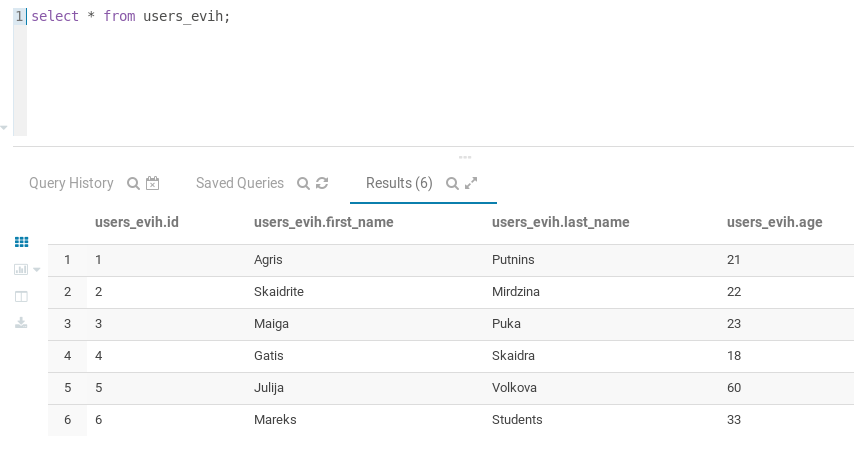 1 select * from users_evih;
Query History Saved Queries Results (6)
users_evih.id users_evih.first_name users_evih.last_name users_evih.age
1 1 Agris Putnins 21
2 2 Skaidrite Mirdzina 22
3 3 Maiga Puka 23
4 4 Gatis Skaidra 18
5 5 Julija Volkova 60
6 6 Mareks Students 33